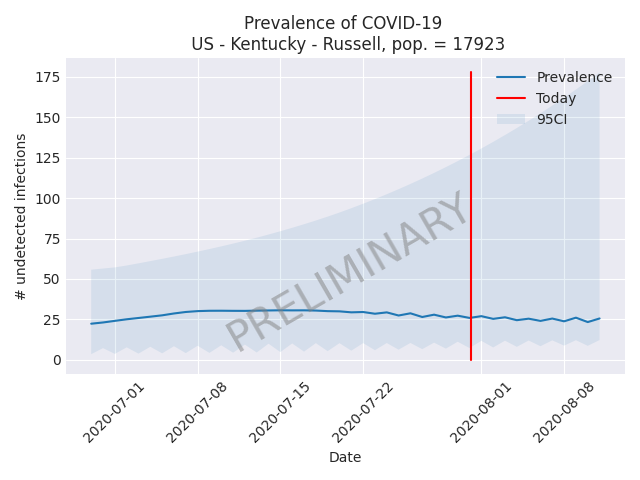 Prevalence of COVID-19
US - Kentucky - Russell, pop. = 17923
# undetected infections
175
150
125
100
75
50
25
0
Prevalence
Today
95CI
PRELIMINARY
2020-07-01
2020-07-08
2020-07-15
2020-07-22
2020-08-01
2020-08-08
Date